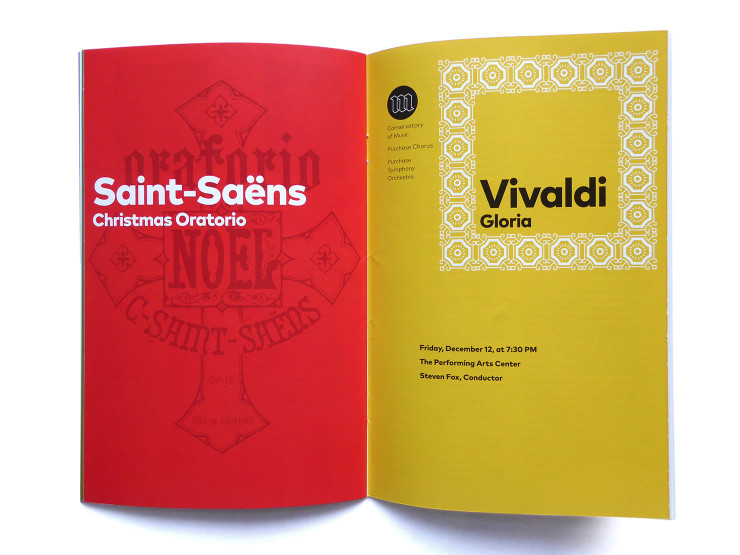 oratorio
Saint-Saëns
Christmas Oratorio
NOEL
C-SAINT-SAËNS
m
Conservatory
of Music
Purchase Chorus
Purchase
Symphony
Orchestra
Vivaldi
Gloria
Friday, December 12, at 7:30 PM
The Performing Arts Center
Steven Fox, Conductor